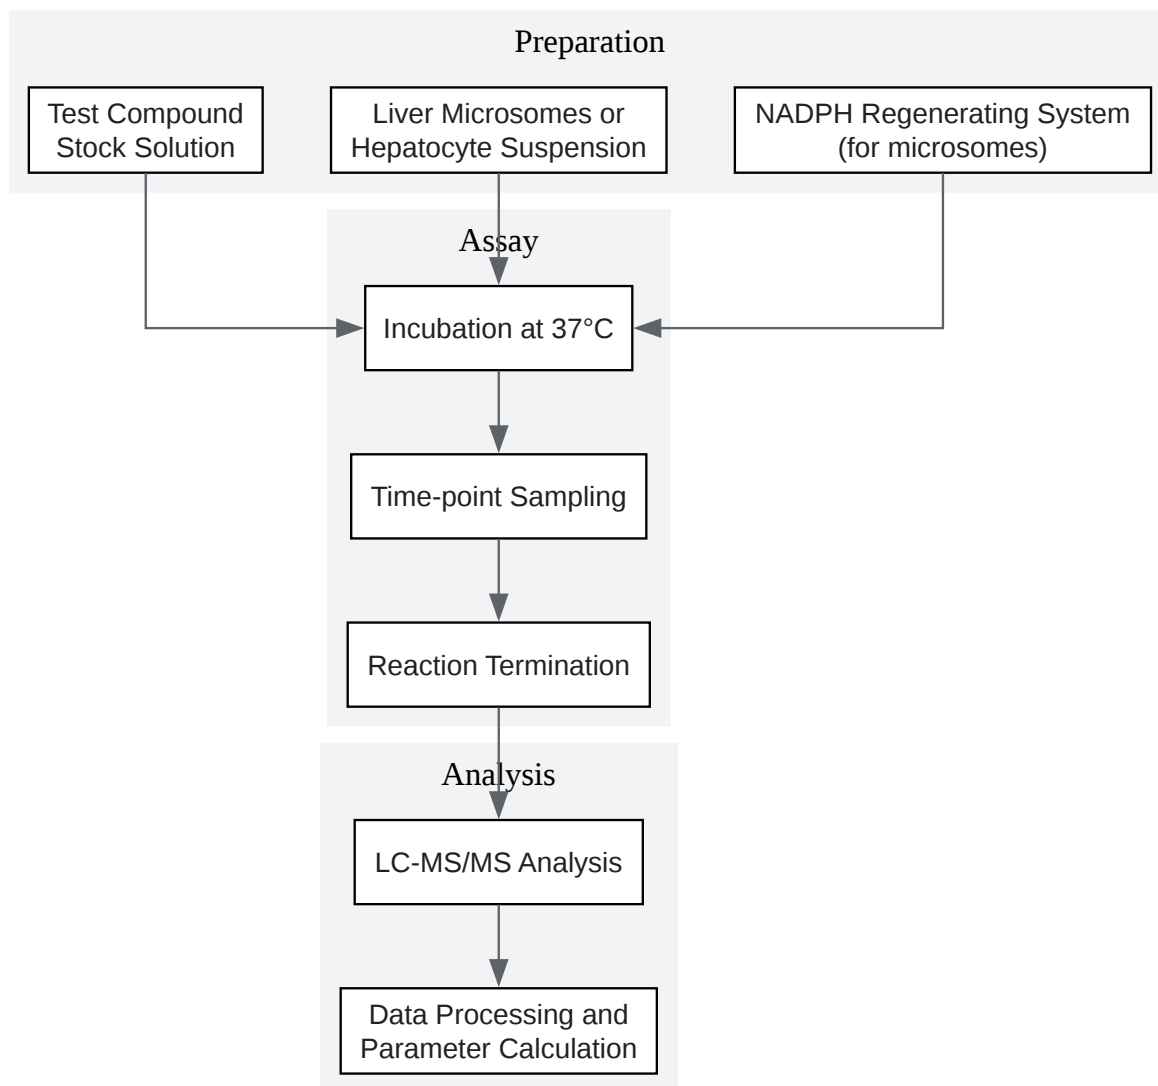 Preparation
Test Compound
Stock Solution
Liver Microsomes or
Hepatocyte Suspension
NADPH Regenerating System
(for microsomes)
Assay
Incubation at 37°C
Time-point Sampling
Reaction Termination
Analysis
LC-MS/MS Analysis
Data Processing and
Parameter Calculation